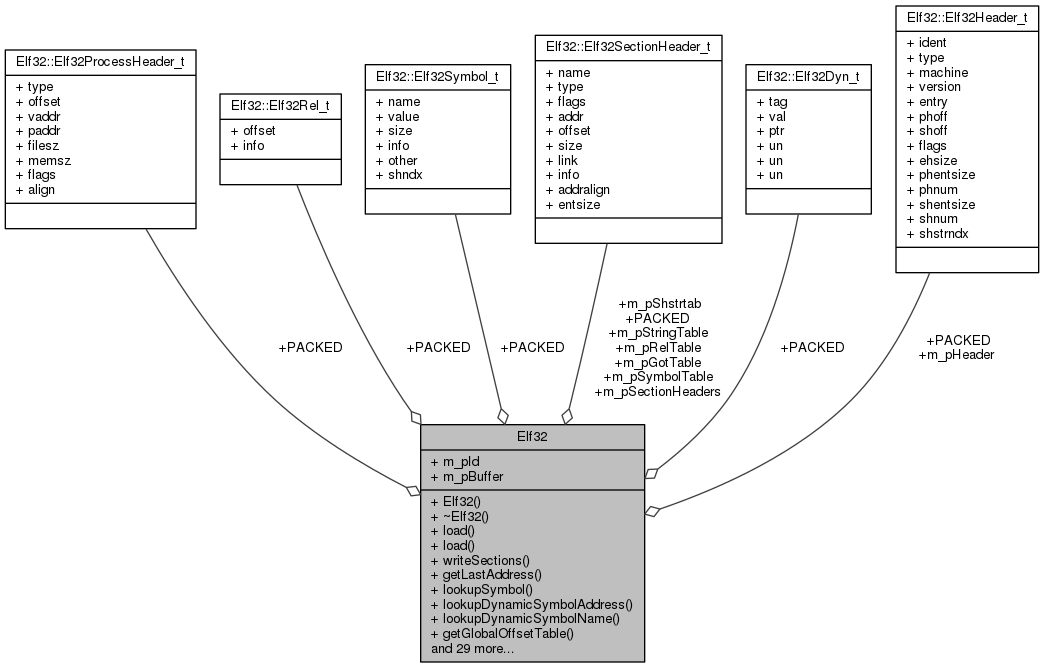 Elf32::Elf32ProcessHeader_t
+ type
+ offset
+ vaddr
+ paddr
+ filesz
+ memsz
+ flags
+ align
Elf32::Elf32Rel_t
+ offset
+ info
Elf32::Elf32Symbol_t
+ name
+ value
+ size
+ info
+ other
+ shndx
Elf32::Elf32SectionHeader_t
+ name
+ type
+ flags
+ addr
+ offset
+ size
+ link
+ info
+ addralign
+ entsize
Elf32::Elf32Dyn_t
+ tag
+ val
+ ptr
+ un
+ un
+ un
Elf32::Elf32Header_t
+ ident
+ type
+ machine
+ version
+ entry
+ phoff
+ shoff
+ flags
+ ehsize
+ phentsize
+ phnum
+ shentsize
+ shnum
+ shstrndx
+PACKED
+PACKED
+PACKED
+m_pShstrtab
+PACKED
+m_pStringTable
+m_pRelTable
+m_pGotTable
+m_pSymbolTable
+m_pSectionHeaders
+PACKED
+PACKED
+m_pHeader
Elf32
+ m_pId
+ m_pBuffer
+ Elf32()
+ ~Elf32()
+ load()
+ load()
+ writeSections()
+ getLastAddress()
+ lookupSymbol()
+ lookupDynamicSymbolAddress()
+ lookupDynamicSymbolName()
+ getGlobalOffsetTable()
and 29 more...